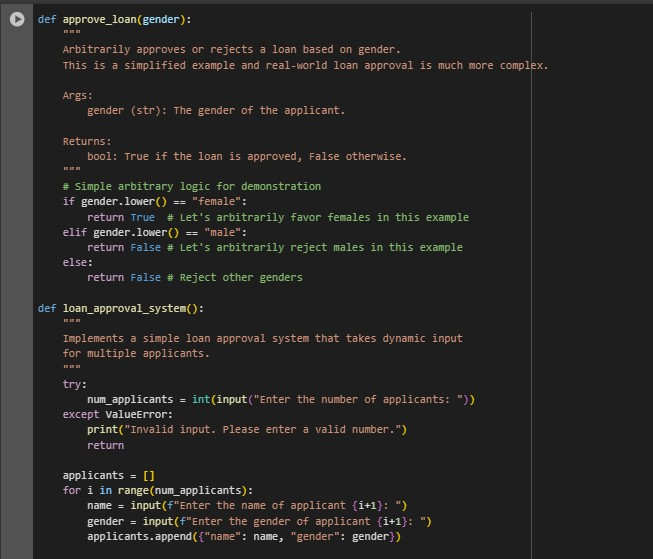 def approve_loan(gender):
    """
    Arbitrarily approves or rejects a loan based on gender.
    This is a simplified example and real-world loan approval is much more complex.

    Args:
        gender (str): The gender of the applicant.

    Returns:
        bool: True if the loan is approved, False otherwise.
    """
    # Simple arbitrary logic for demonstration
    if gender.lower() == "female":
        return True  # Let's arbitrarily favor females in this example
    elif gender.lower() == "male":
        return False # Let's arbitrarily reject males in this example
    else:
        return False # Reject other genders

def loan_approval_system():
    """
    Implements a simple loan approval system that takes dynamic input
    for multiple applicants.
    """
    try:
        num_applicants = int(input("Enter the number of applicants: "))
    except ValueError:
        print("Invalid input. Please enter a valid number.")
        return

    applicants = []
    for i in range(num_applicants):
        name = input(f"Enter the name of applicant {i+1}: ")
        gender = input(f"Enter the gender of applicant {i+1}: ")
        applicants.append({"name": name, "gender": gender})